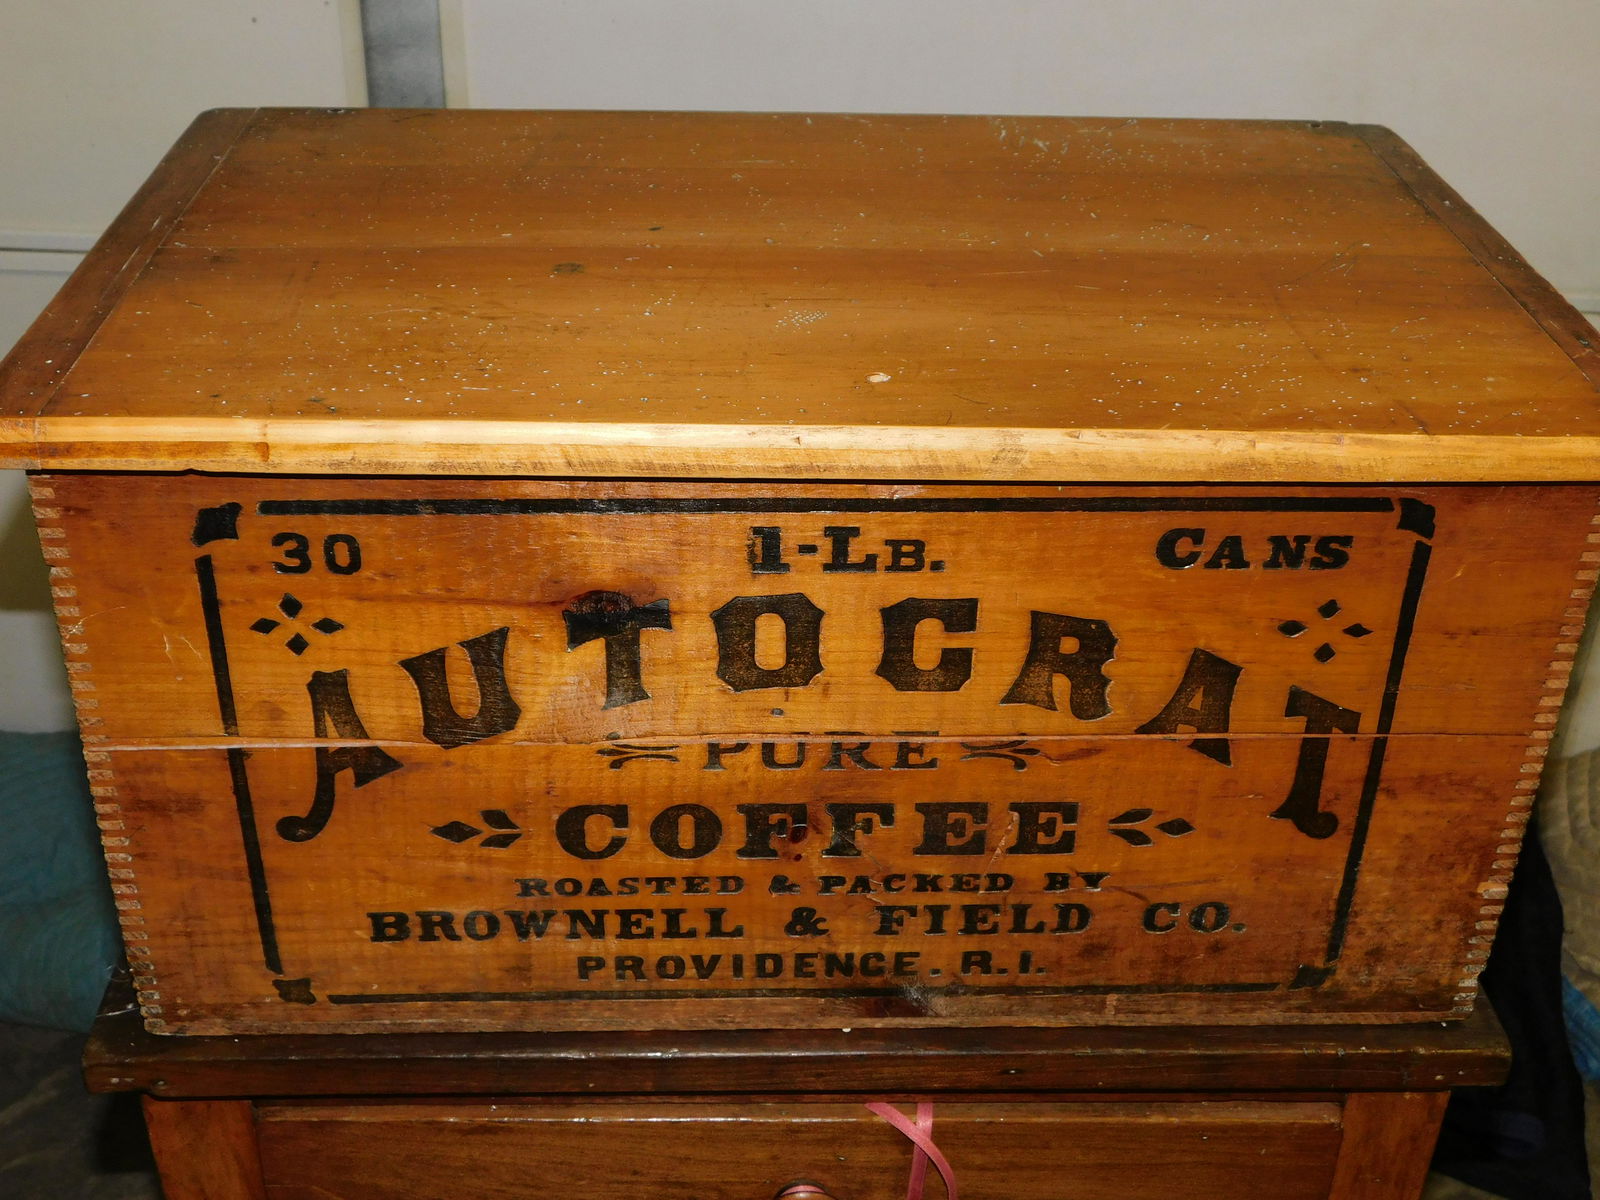 30 1-LB. CANS
AUTOCRAT
PURE
COFFEE
ROASTED & PACKED BY
BROWNELL & FIELD CO.
PROVIDENCE. R.I.